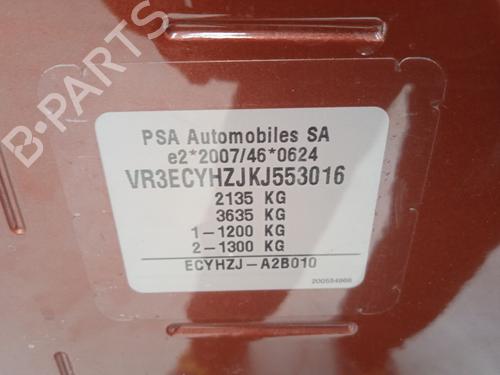 B-PARTS
PSA Automobiles SA
e2*2007/46*0624
VR3ECYHZJKJ553016
2135 KG
3635 KG
1-1200 KG
2-1300 KG
ECYHZJ-A2B010